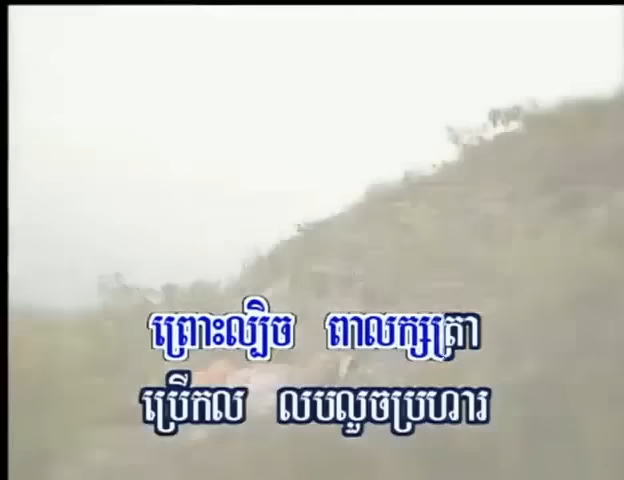 ព្រោះល្បិច ពាលក្សត្រា
ប្រើកល លបលួចប្រហារ